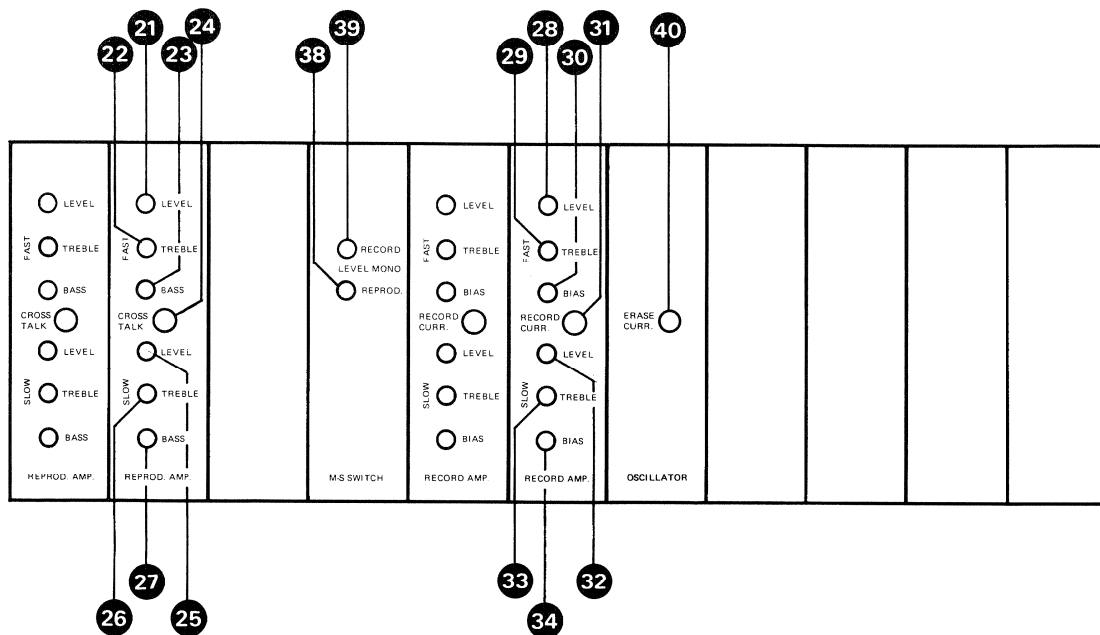 21
24
39
28
31
40
22
23
38
29
30
LEVEL
TREBLE
BASS
FAST
CROSS
TALK
LEVEL
TREBLE
BASS
SLOW
REPROD. AMP.
LEVEL
TREBLE
BASS
FAST
CROSS
TALK
LEVEL
TREBLE
BASS
SLOW
REPROD. AMP.
RECORD
LEVEL MONO
REPROD.
M-S SWITCH
LEVEL
TREBLE
BIAS
FAST
RECORD
CURR.
LEVEL
TREBLE
BIAS
SLOW
RECORD AMP.
LEVEL
TREBLE
BIAS
FAST
RECORD
CURR.
LEVEL
TREBLE
BIAS
SLOW
RECORD AMP.
ERASE
CURR.
OSCILLATOR
27
33
32
26
25
34